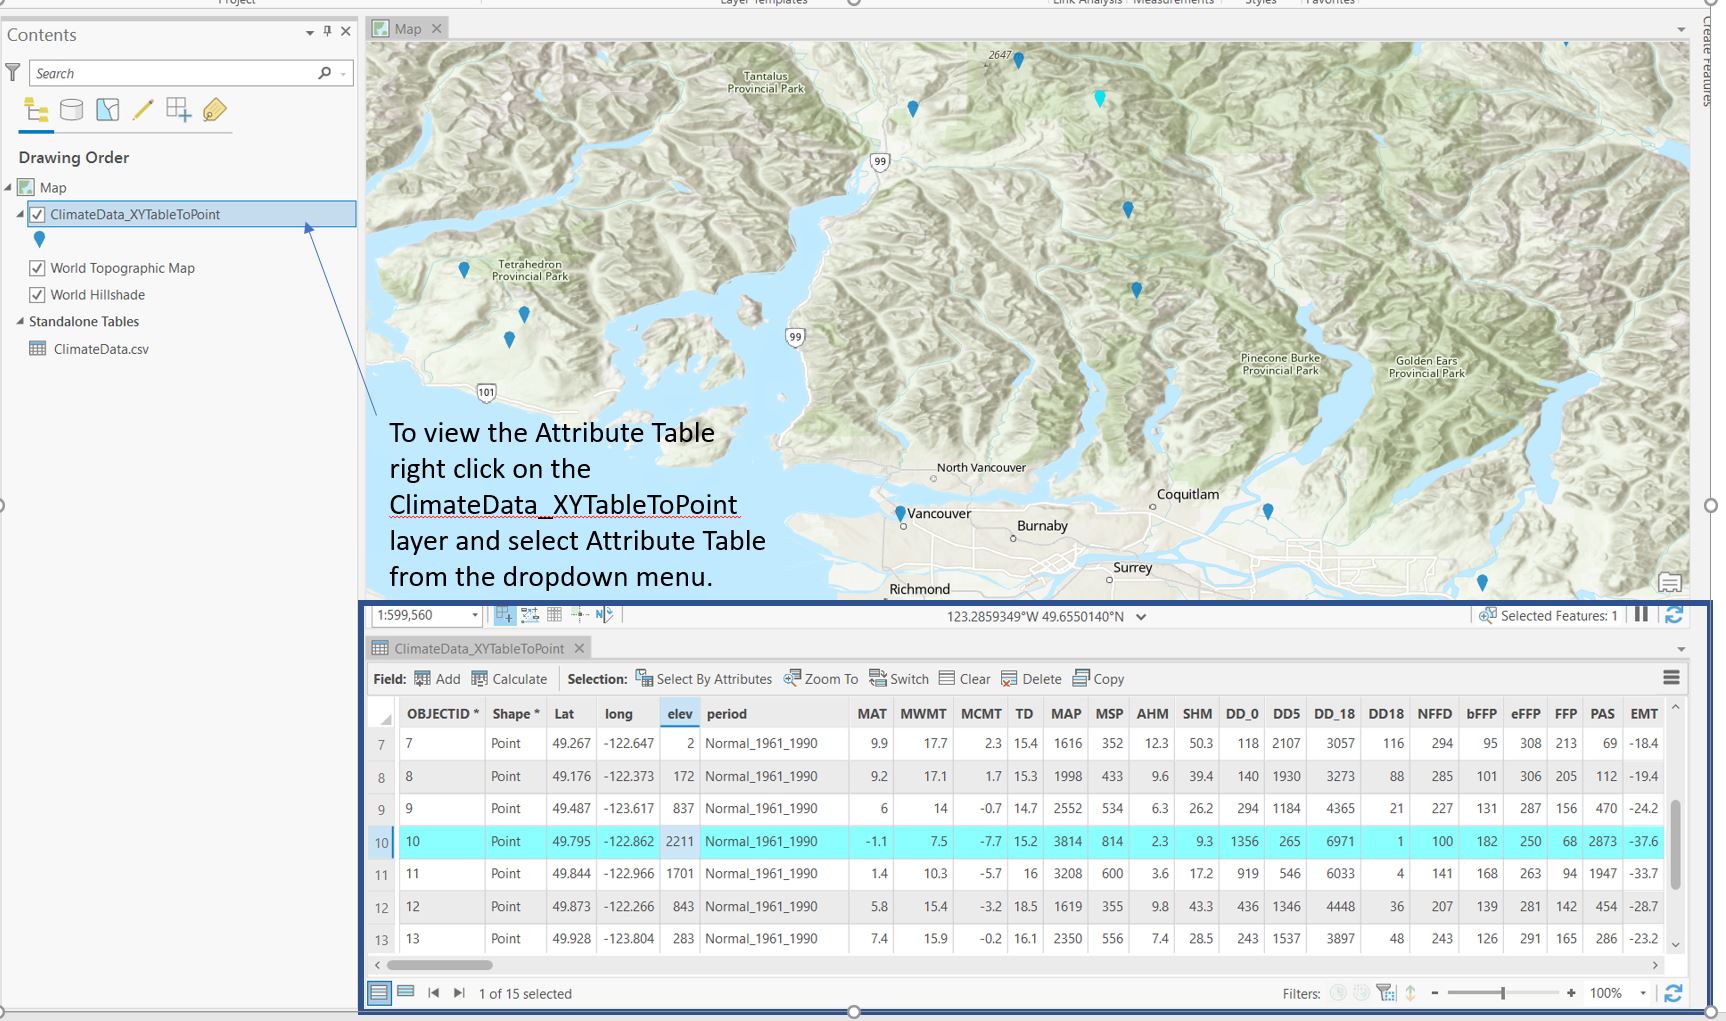 Project
Layer Templates
Link Analysis
Measurements
Styles
Favorites
Contents
Search
Drawing Order
Map
ClimateData_XYTableToPoint
World Topographic Map
World Hillshade
Standalone Tables
ClimateData.csv
Map
Create Features
2647
Tantalus
Provincial Park
99
Tetrahedron
Provincial Park
99
Pinecone Burke
Provincial Park
Golden Ears
Provincial Park
101
North Vancouver
Coquitlam
Vancouver
Burnaby
Surrey
Richmond
To view the Attribute Table
right click on the
ClimateData_XYTableToPoint
layer and select Attribute Table
from the dropdown menu.
1:599,560
123.2859349°W 49.6550140°N
Selected Features: 1
ClimateData_XYTableToPoint
Field: Add Calculate Selection: Select By Attributes Zoom To Switch Clear Delete Copy
OBJECTID * Shape * Lat long elev period MAT MWMT MCMT TD MAP MSP AHM SHM DD_0 DD5 DD_18 DD18 NFFD bFFP eFFP FFP PAS EMT
7 7 Point 49.267 -122.647 2 Normal_1961_1990 9.9 17.7 2.3 15.4 1616 352 12.3 50.3 118 2107 3057 116 294 95 308 213 69 -18.4
8 8 Point 49.176 -122.373 172 Normal_1961_1990 9.2 17.1 1.7 15.3 1998 433 9.6 39.4 140 1930 3273 88 285 101 306 205 112 -19.4
9 9 Point 49.487 -123.617 837 Normal_1961_1990 6 14 -0.7 14.7 2552 534 6.3 26.2 294 1184 4365 21 227 131 287 156 470 -24.2
10 10 Point 49.795 -122.862 2211 Normal_1961_1990 -1.1 7.5 -7.7 15.2 3814 814 2.3 9.3 1356 265 6971 1 100 182 250 68 2873 -37.6
11 11 Point 49.844 -122.966 1701 Normal_1961_1990 1.4 10.3 -5.7 16 3208 600 3.6 17.2 919 546 6033 4 141 168 263 94 1947 -33.7
12 12 Point 49.873 -122.266 843 Normal_1961_1990 5.8 15.4 -3.2 18.5 1619 355 9.8 43.3 436 1346 4448 36 207 139 281 142 454 -28.7
13 13 Point 49.928 -123.804 283 Normal_1961_1990 7.4 15.9 -0.2 16.1 2350 556 7.4 28.5 243 1537 3897 48 243 126 291 165 286 -23.2
1 of 15 selected
Filters:
100%